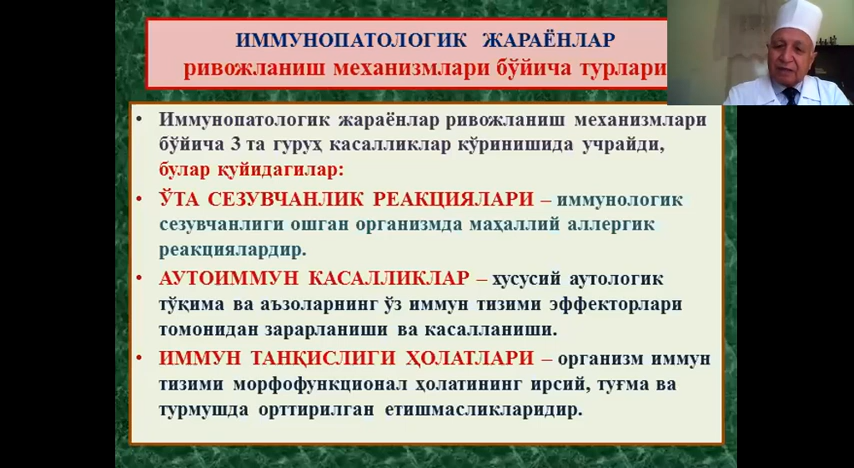 ИММУНОПАТОЛОГИК ЖАРАЁНЛАР
ривожланиш механизмлари бўйича турлари
• Иммунопатологик жараёнлар ривожланиш механизмлари
бўйича 3 та гуруҳ касалликлар кўринишида учрайди,
булар қуйидагилар:
• ЎТА СЕЗУВЧАНЛИК РЕАКЦИЯЛАРИ – иммунологик
сезувчанлиги ошган организмда маҳаллий аллергик
реакциялардир.
• АУТОИММУН КАСАЛЛИКЛАР – хусусий аутологик
тўқима ва аъзоларнинг ўз иммун тизими эффекторлари
томонидан зарарланиши ва касалланиши.
• ИММУН ТАНҚИСЛИГИ ҲОЛАТЛАРИ – организм иммун
тизими морфофункционал ҳолатининг ирсий, туғма ва
турмушда орттирилган етишмасликларидир.